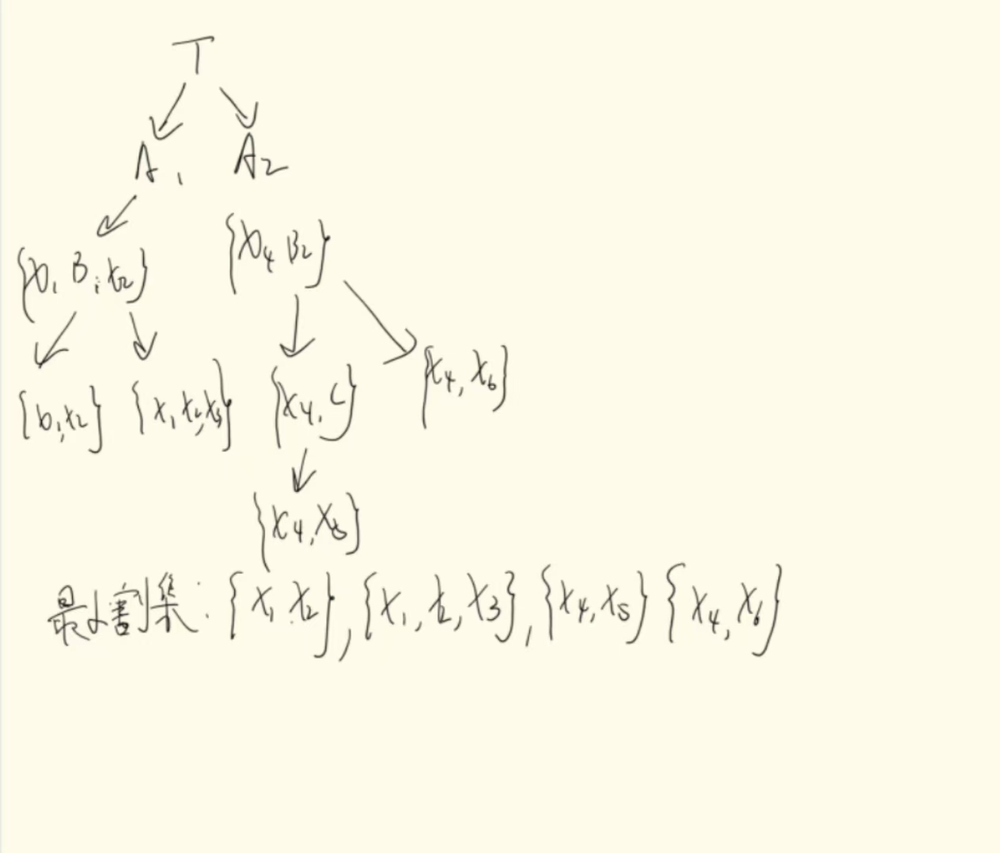 T
A1 A2
{x1 B1 x2} {x4 B2}
{x1, x2} {x1 x2, x3} {x4, C} {x4, x6}
{x4, x5}
最小割集: {x1 x2}, {x1, x2, x3}, {x4, x5} {x4, x6}